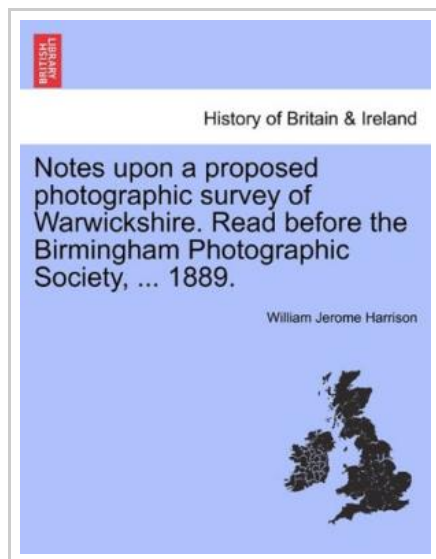 BRITISH
LIBRARY
History of Britain & Ireland
Notes upon a proposed
photographic survey of
Warwickshire. Read before the
Birmingham Photographic
Society, ... 1889.
William Jerome Harrison